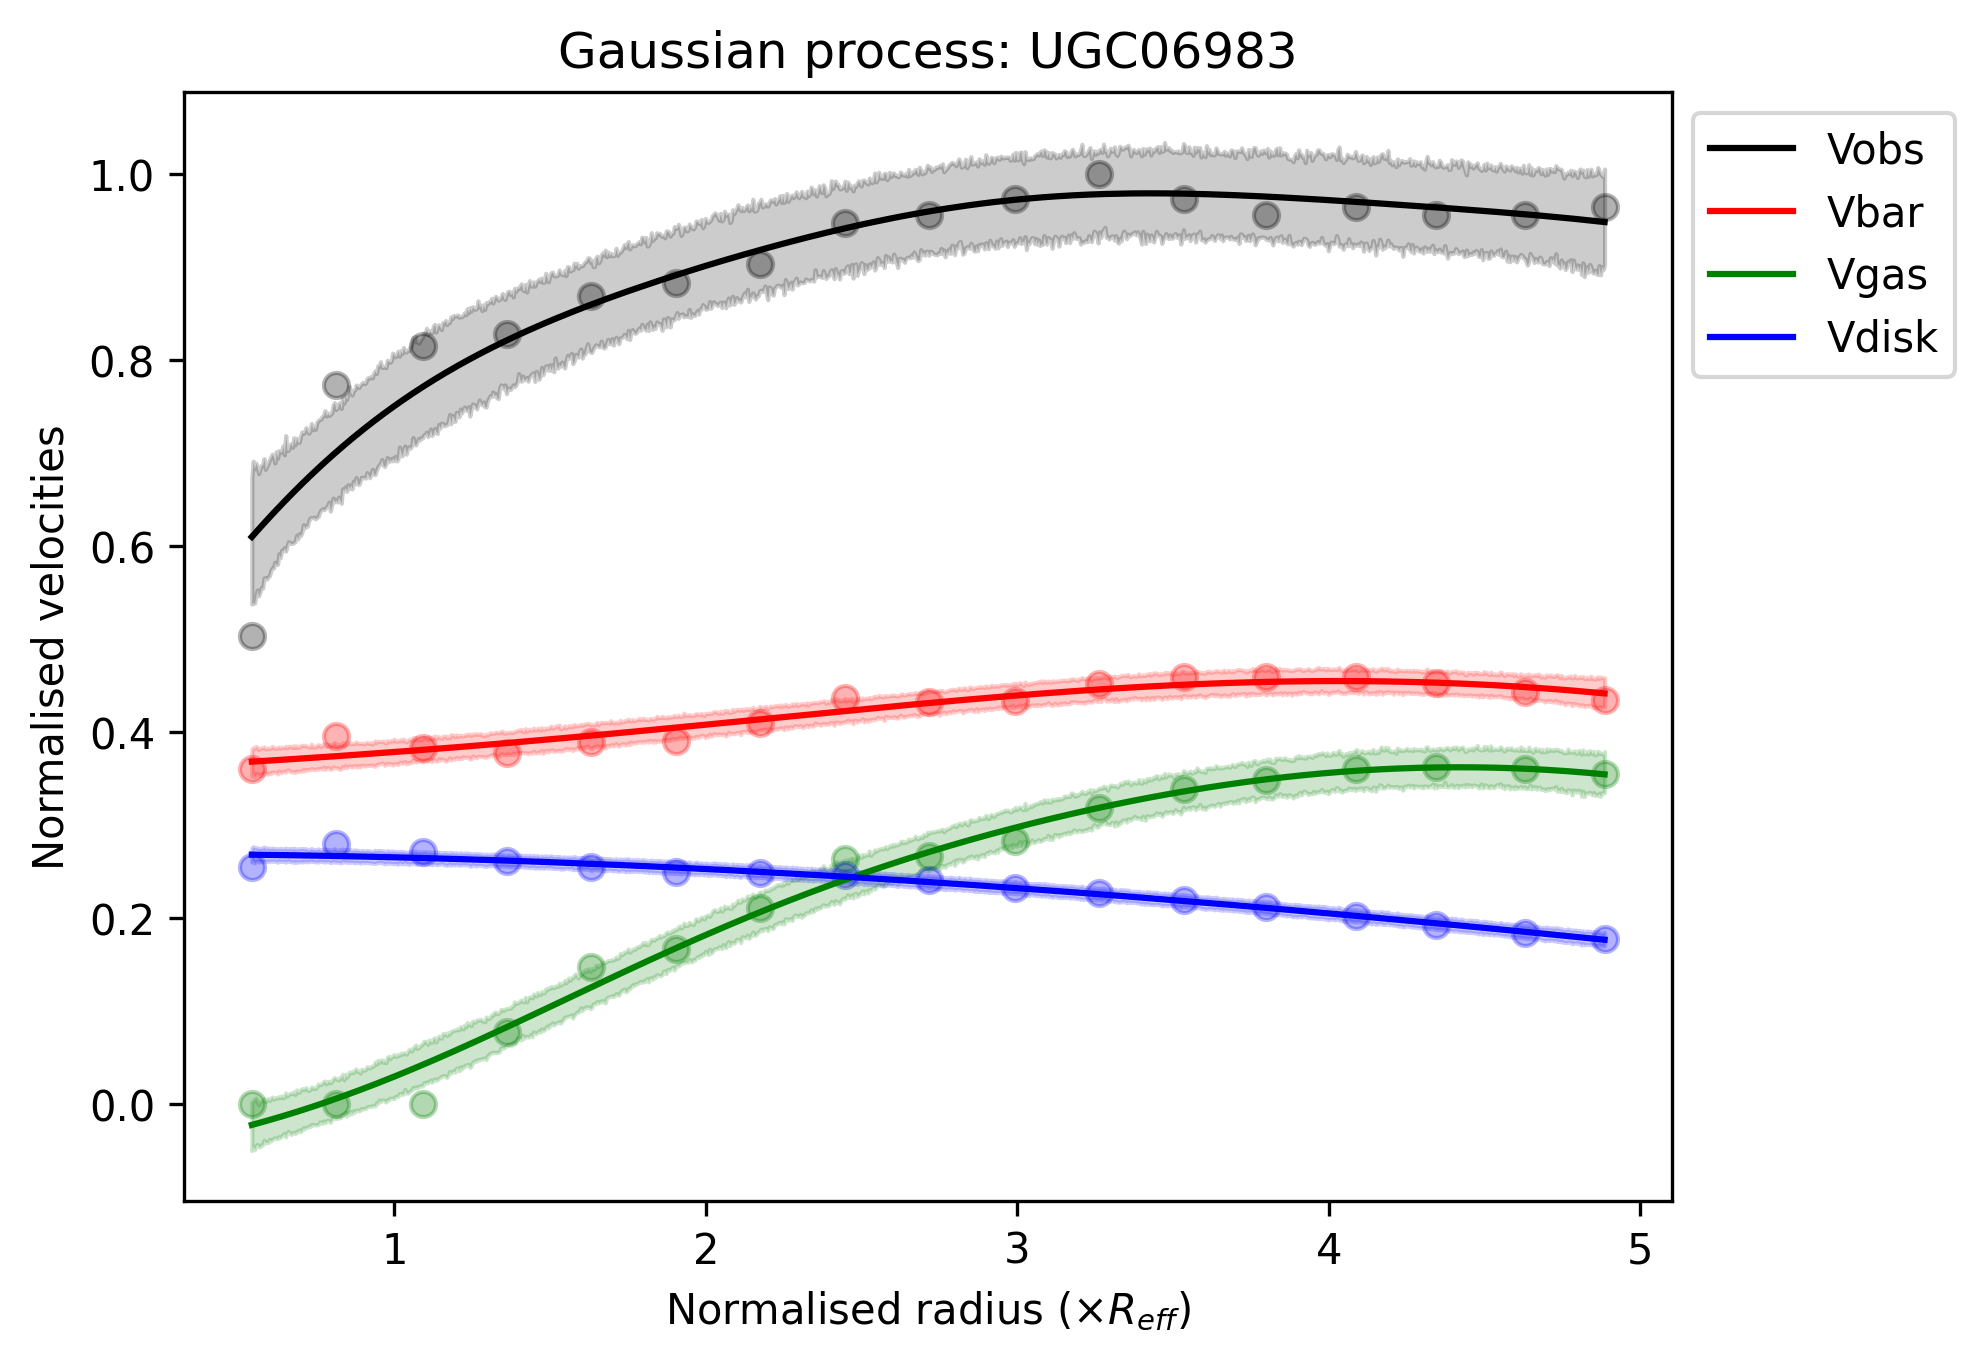 Gaussian process: UGC06983
Vobs
Vbar
Vgas
Vdisk
Normalised velocities
1.0
0.8
0.6
0.4
0.2
0.0
1 2 3 4 5
Normalised radius (×R_eff)